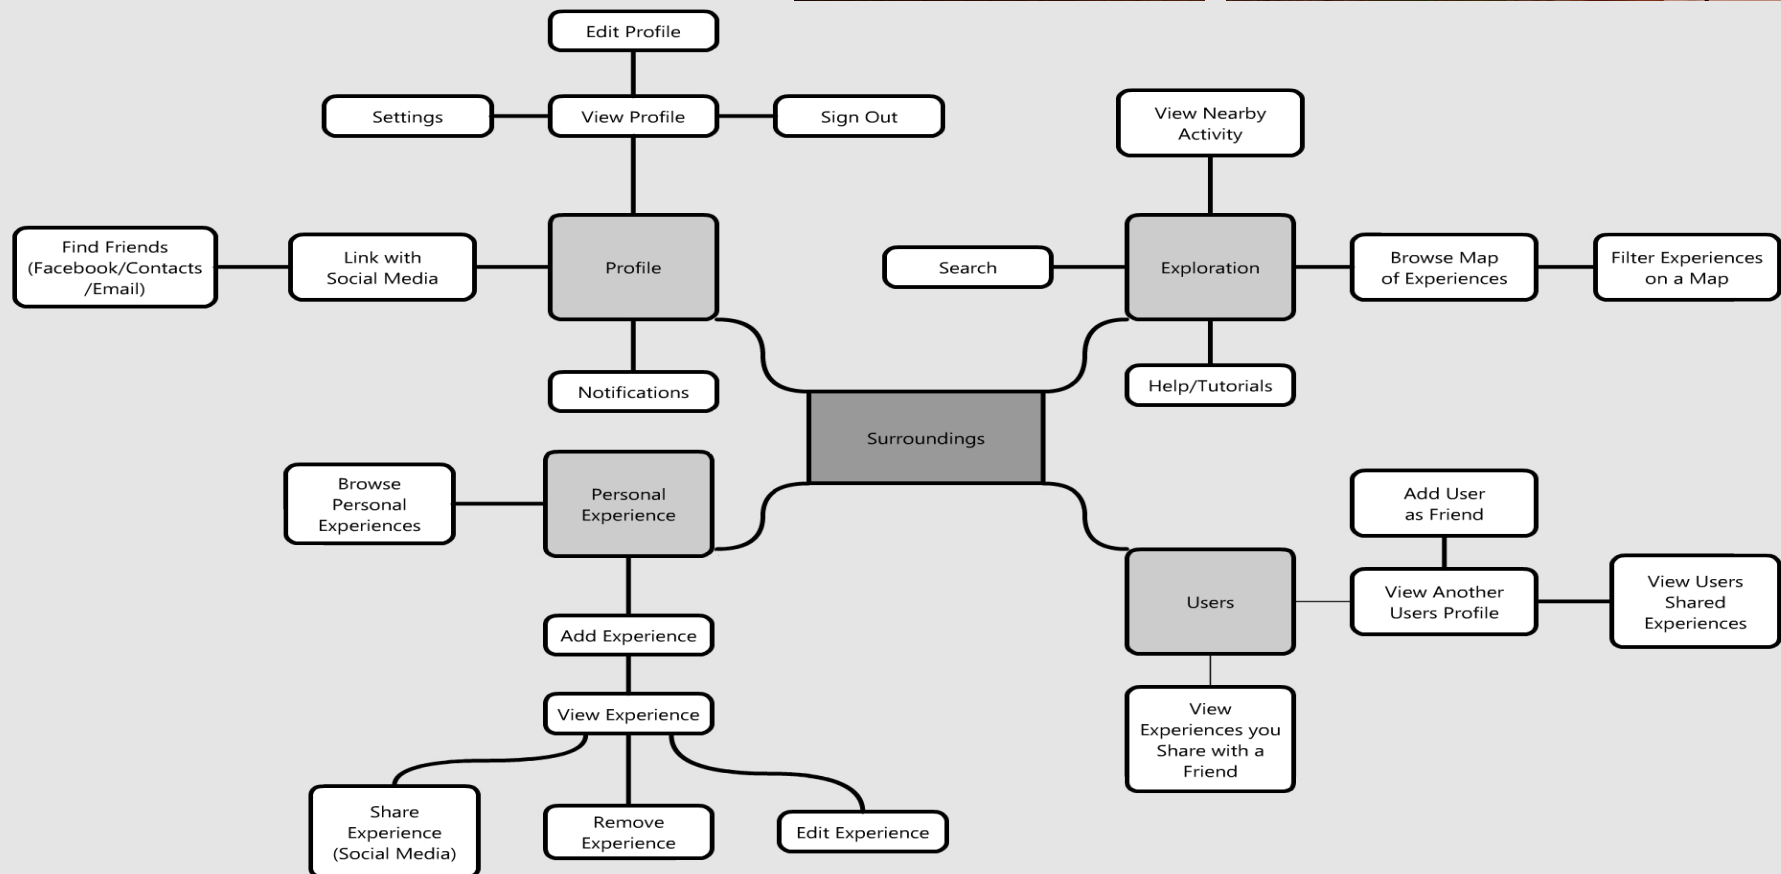 Edit Profile
Settings
View Profile
Sign Out
View Nearby
Activity
Find Friends
(Facebook/Contacts
/Email)
Link with
Social Media
Profile
Search
Exploration
Browse Map
of Experiences
Filter Experiences
on a Map
Notifications
Help/Tutorials
Surroundings
Browse
Personal
Experiences
Personal
Experience
Add User
as Friend
Users
View Another
Users Profile
View Users
Shared
Experiences
Add Experience
View Experience
View
Experiences you
Share with a
Friend
Share
Experience
(Social Media)
Remove
Experience
Edit Experience